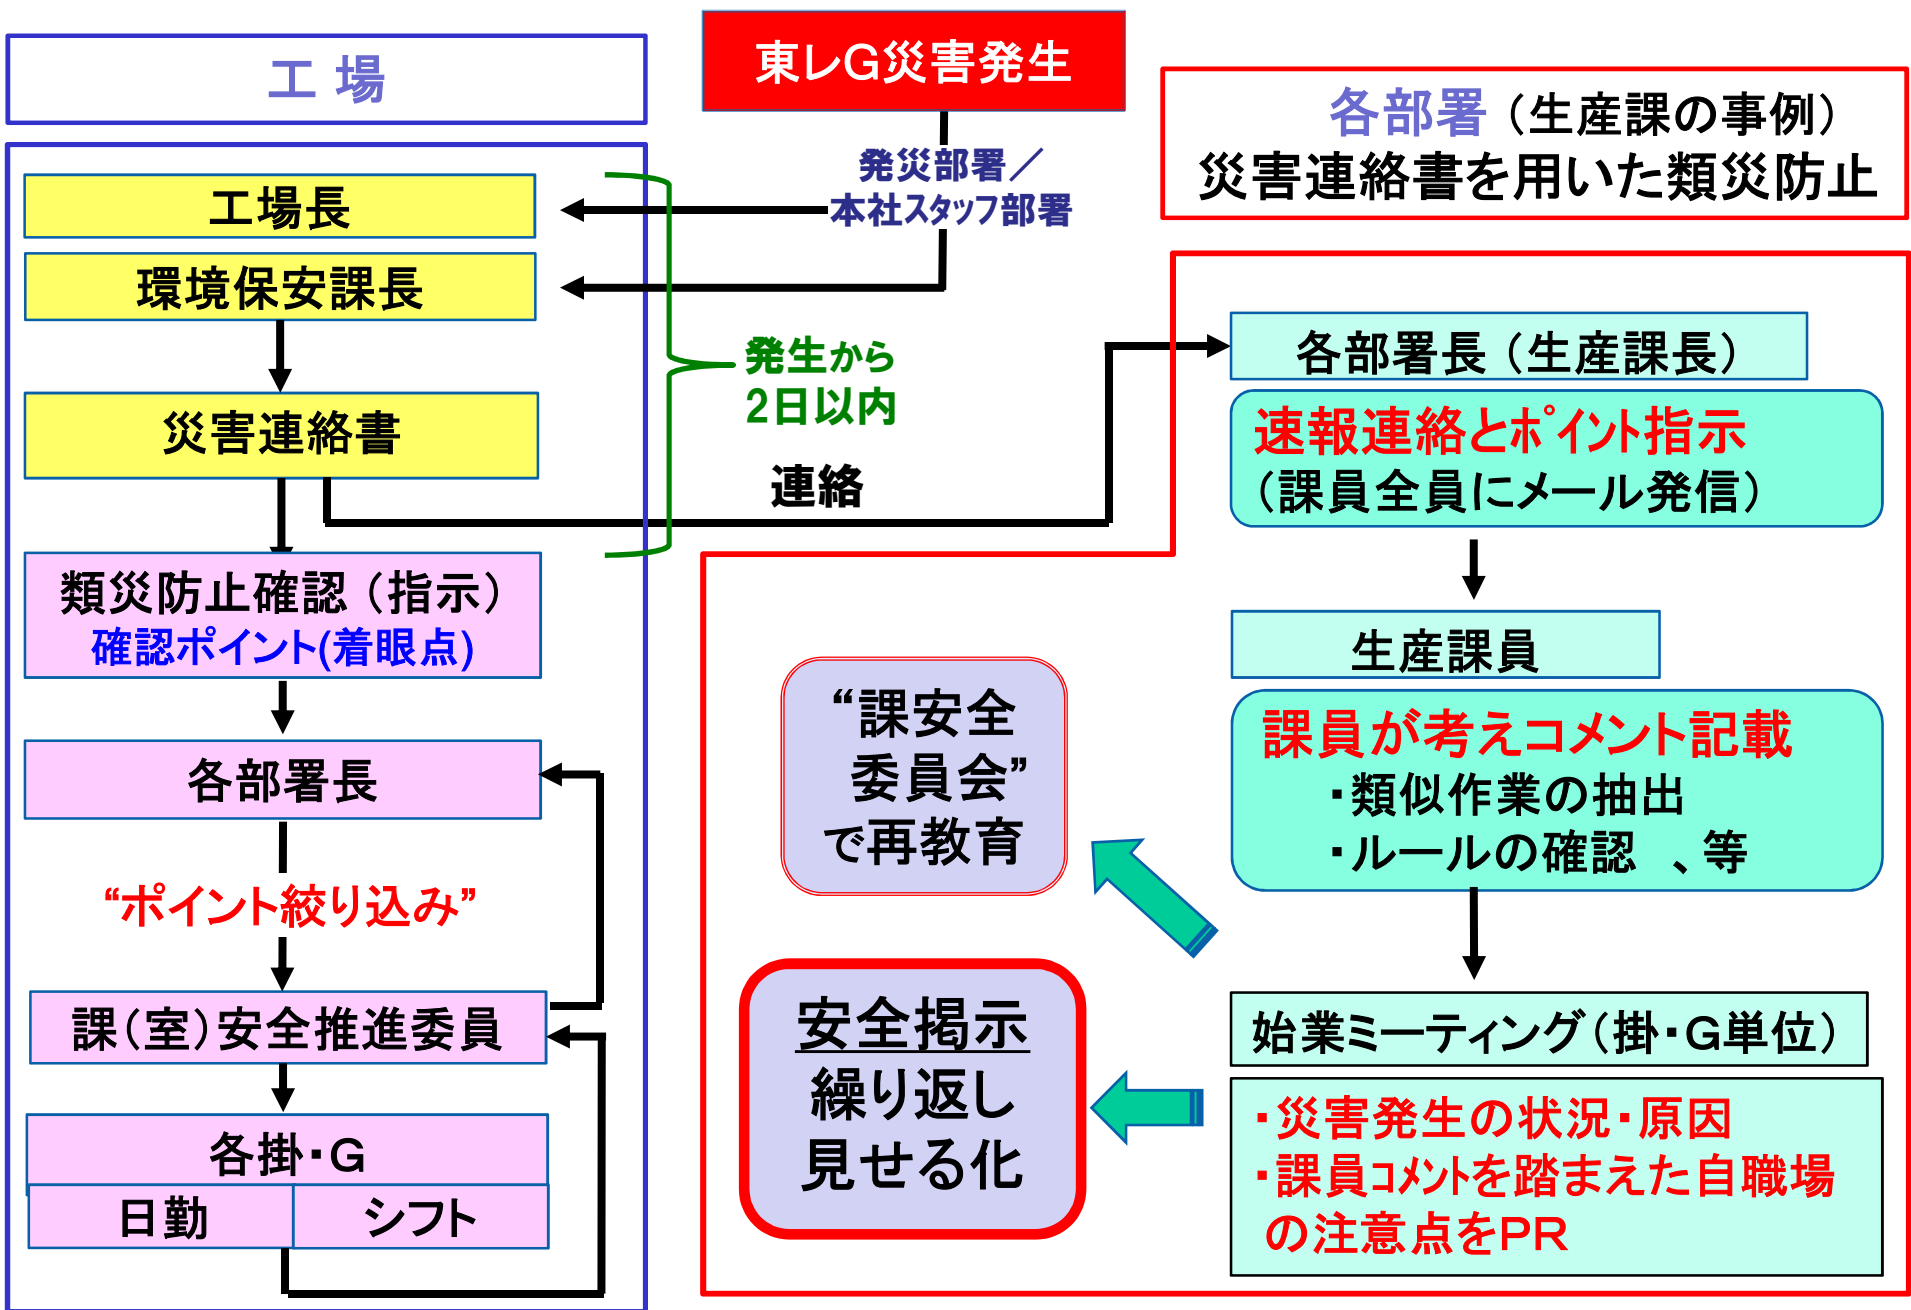 工 場
東レG災害発生
各部署（生産課の事例）
災害連絡書を用いた類災防止
発災部署／
本社スタッフ部署
工場長
環境保安課長
災害連絡書
発生から
2日以内
連絡
類災防止確認（指示）
確認ポイント(着眼点)
各部署長
“ポイント絞り込み”
課（室）安全推進委員
各掛・G
日勤
シフト
各部署長（生産課長）
速報連絡とﾎﾟｲﾝﾄ指示
（課員全員にメール発信）
生産課員
課員が考えコメント記載
・類似作業の抽出
・ルールの確認　、等
始業ミーティング（掛・G単位）
・災害発生の状況・原因
・課員ｺﾒﾝﾄを踏まえた自職場
の注意点をPR
“課安全
委員会”
で再教育
安全掲示
繰り返し
見せる化